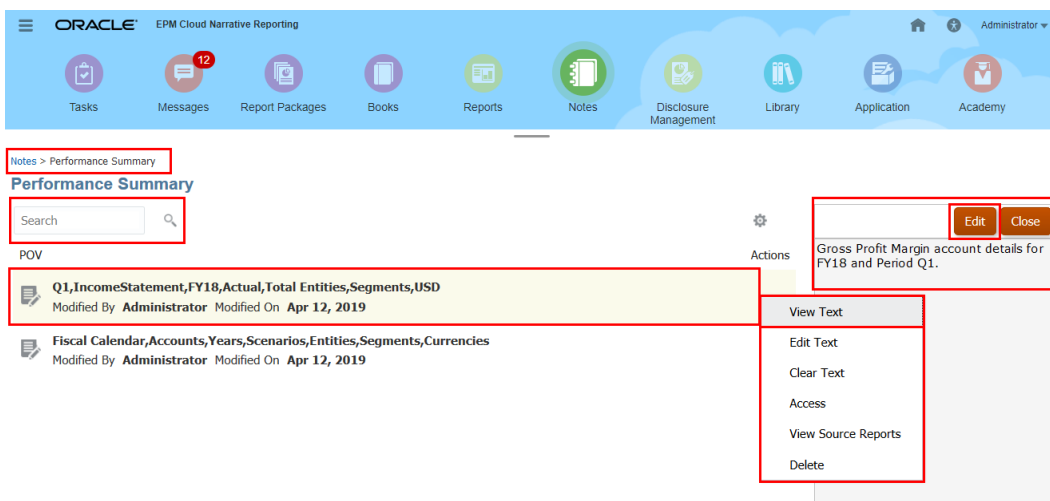 ORACLE® EPM Cloud Narrative Reporting Administrator
12
Tasks Messages Report Packages Books Reports Notes Disclosure Management Library Application Academy
Notes > Performance Summary
Performance Summary
Search
Edit Close
POV Actions
Gross Profit Margin account details for
FY18 and Period Q1.
Q1,IncomeStatement,FY18,Actual,Total Entities,Segments,USD
Modified By Administrator Modified On Apr 12, 2019
View Text
Fiscal Calendar,Accounts,Years,Scenarios,Entities,Segments,Currencies
Modified By Administrator Modified On Apr 12, 2019
Edit Text
Clear Text
Access
View Source Reports
Delete